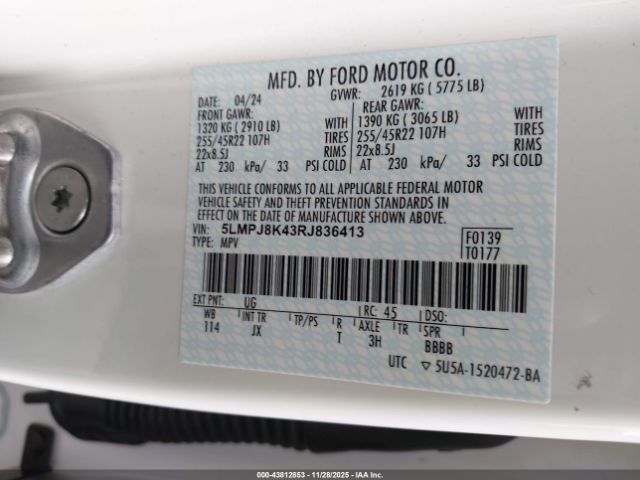 MFD. BY FORD MOTOR CO.
DATE: 04/24 GVWR: 2619 KG ( 5775 LB)
FRONT GAWR: REAR GAWR:
1320 KG ( 2910 LB) WITH 1390 KG ( 3065 LB) WITH
255/45R22 107H TIRES 255/45R22 107H TIRES
22x8.5J RIMS 22x8.5J RIMS
AT 230 kPa/ 33 PSI COLD AT 230 kPa/ 33 PSI COLD
THIS VEHICLE CONFORMS TO ALL APPLICABLE FEDERAL MOTOR
VEHICLE SAFETY AND THEFT PREVENTION STANDARDS IN
EFFECT ON THE DATE OF MANUFACTURE SHOWN ABOVE.
VIN: 5LMPJ8K43RJ836413 F0139
TYPE: MPV T0177
EXT PNT: UG RC: 45 DSO:
WB INT TR TP/PS R AXLE TR SPR
114 JX T 3H BBBB
UTC ▽ 5U5A-1520472-BA
000-43812853 | 11/28/2025 - IAA Inc.